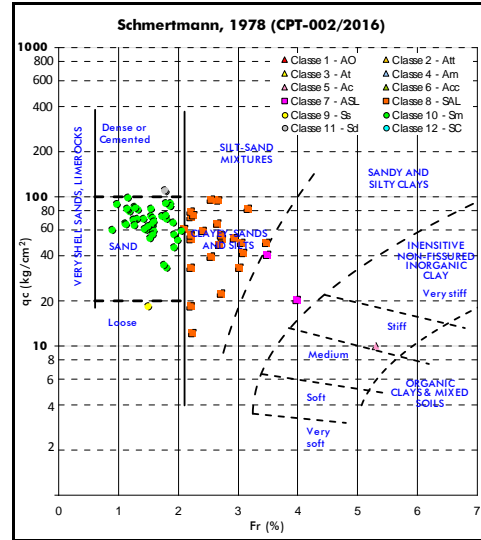 Schmertmann, 1978 (CPT-002/2016)
Classe 1 - AO
Classe 2 - Att
Classe 3 - At
Classe 4 - Am
Classe 5 - Ac
Classe 6 - Acc
Classe 7 - ASL
Classe 8 - SAL
Classe 9 - Ss
Classe 10 - Sm
Classe 11 - Sd
Classe 12 - SC
qc (kg/cm²)
1000
8
6
4
2
100
80
60
40
20
10
8
6
4
2
VERY SHELL SANDS, LIMEROCKS
Dense or
Cemented
SAND
Loose
SILT-SAND
MIXTURES
CLAYEY-SANDS
AND SILTS
SANDY AND
SILTY CLAYS
INENSITIVE
NON-FISSURED
INORGANIC
CLAY
Very stiff
Stiff
Medium
Soft
Very
soft
ORGANIC
CLAYS & MIXED
SOILS
0 1 2 3 4 5 6 7
Fr (%)